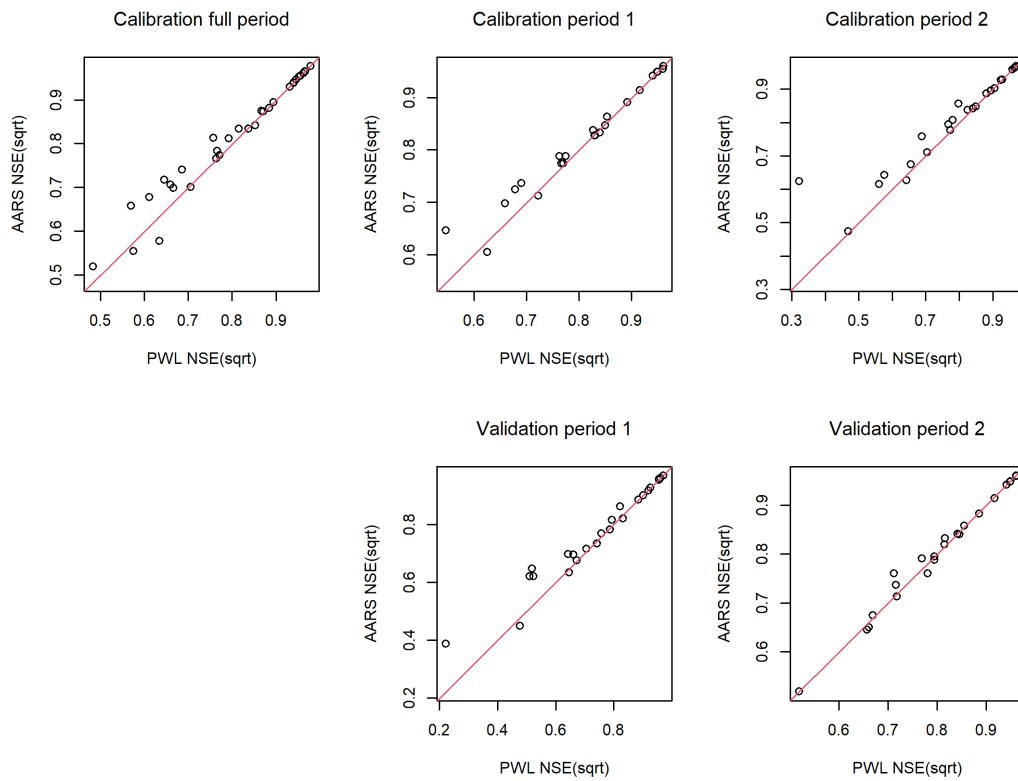 Calibration full period
AARS NSE(sqrt)
0.5 0.6 0.7 0.8 0.9
0.5 0.6 0.7 0.8 0.9
PWL NSE(sqrt)
Calibration period 1
AARS NSE(sqrt)
0.6 0.7 0.8 0.9
0.6 0.7 0.8 0.9
PWL NSE(sqrt)
Calibration period 2
AARS NSE(sqrt)
0.3 0.5 0.7 0.9
0.3 0.5 0.7 0.9
PWL NSE(sqrt)
Validation period 1
AARS NSE(sqrt)
0.2 0.4 0.6 0.8
0.2 0.4 0.6 0.8
PWL NSE(sqrt)
Validation period 2
AARS NSE(sqrt)
0.6 0.7 0.8 0.9
0.6 0.7 0.8 0.9
PWL NSE(sqrt)